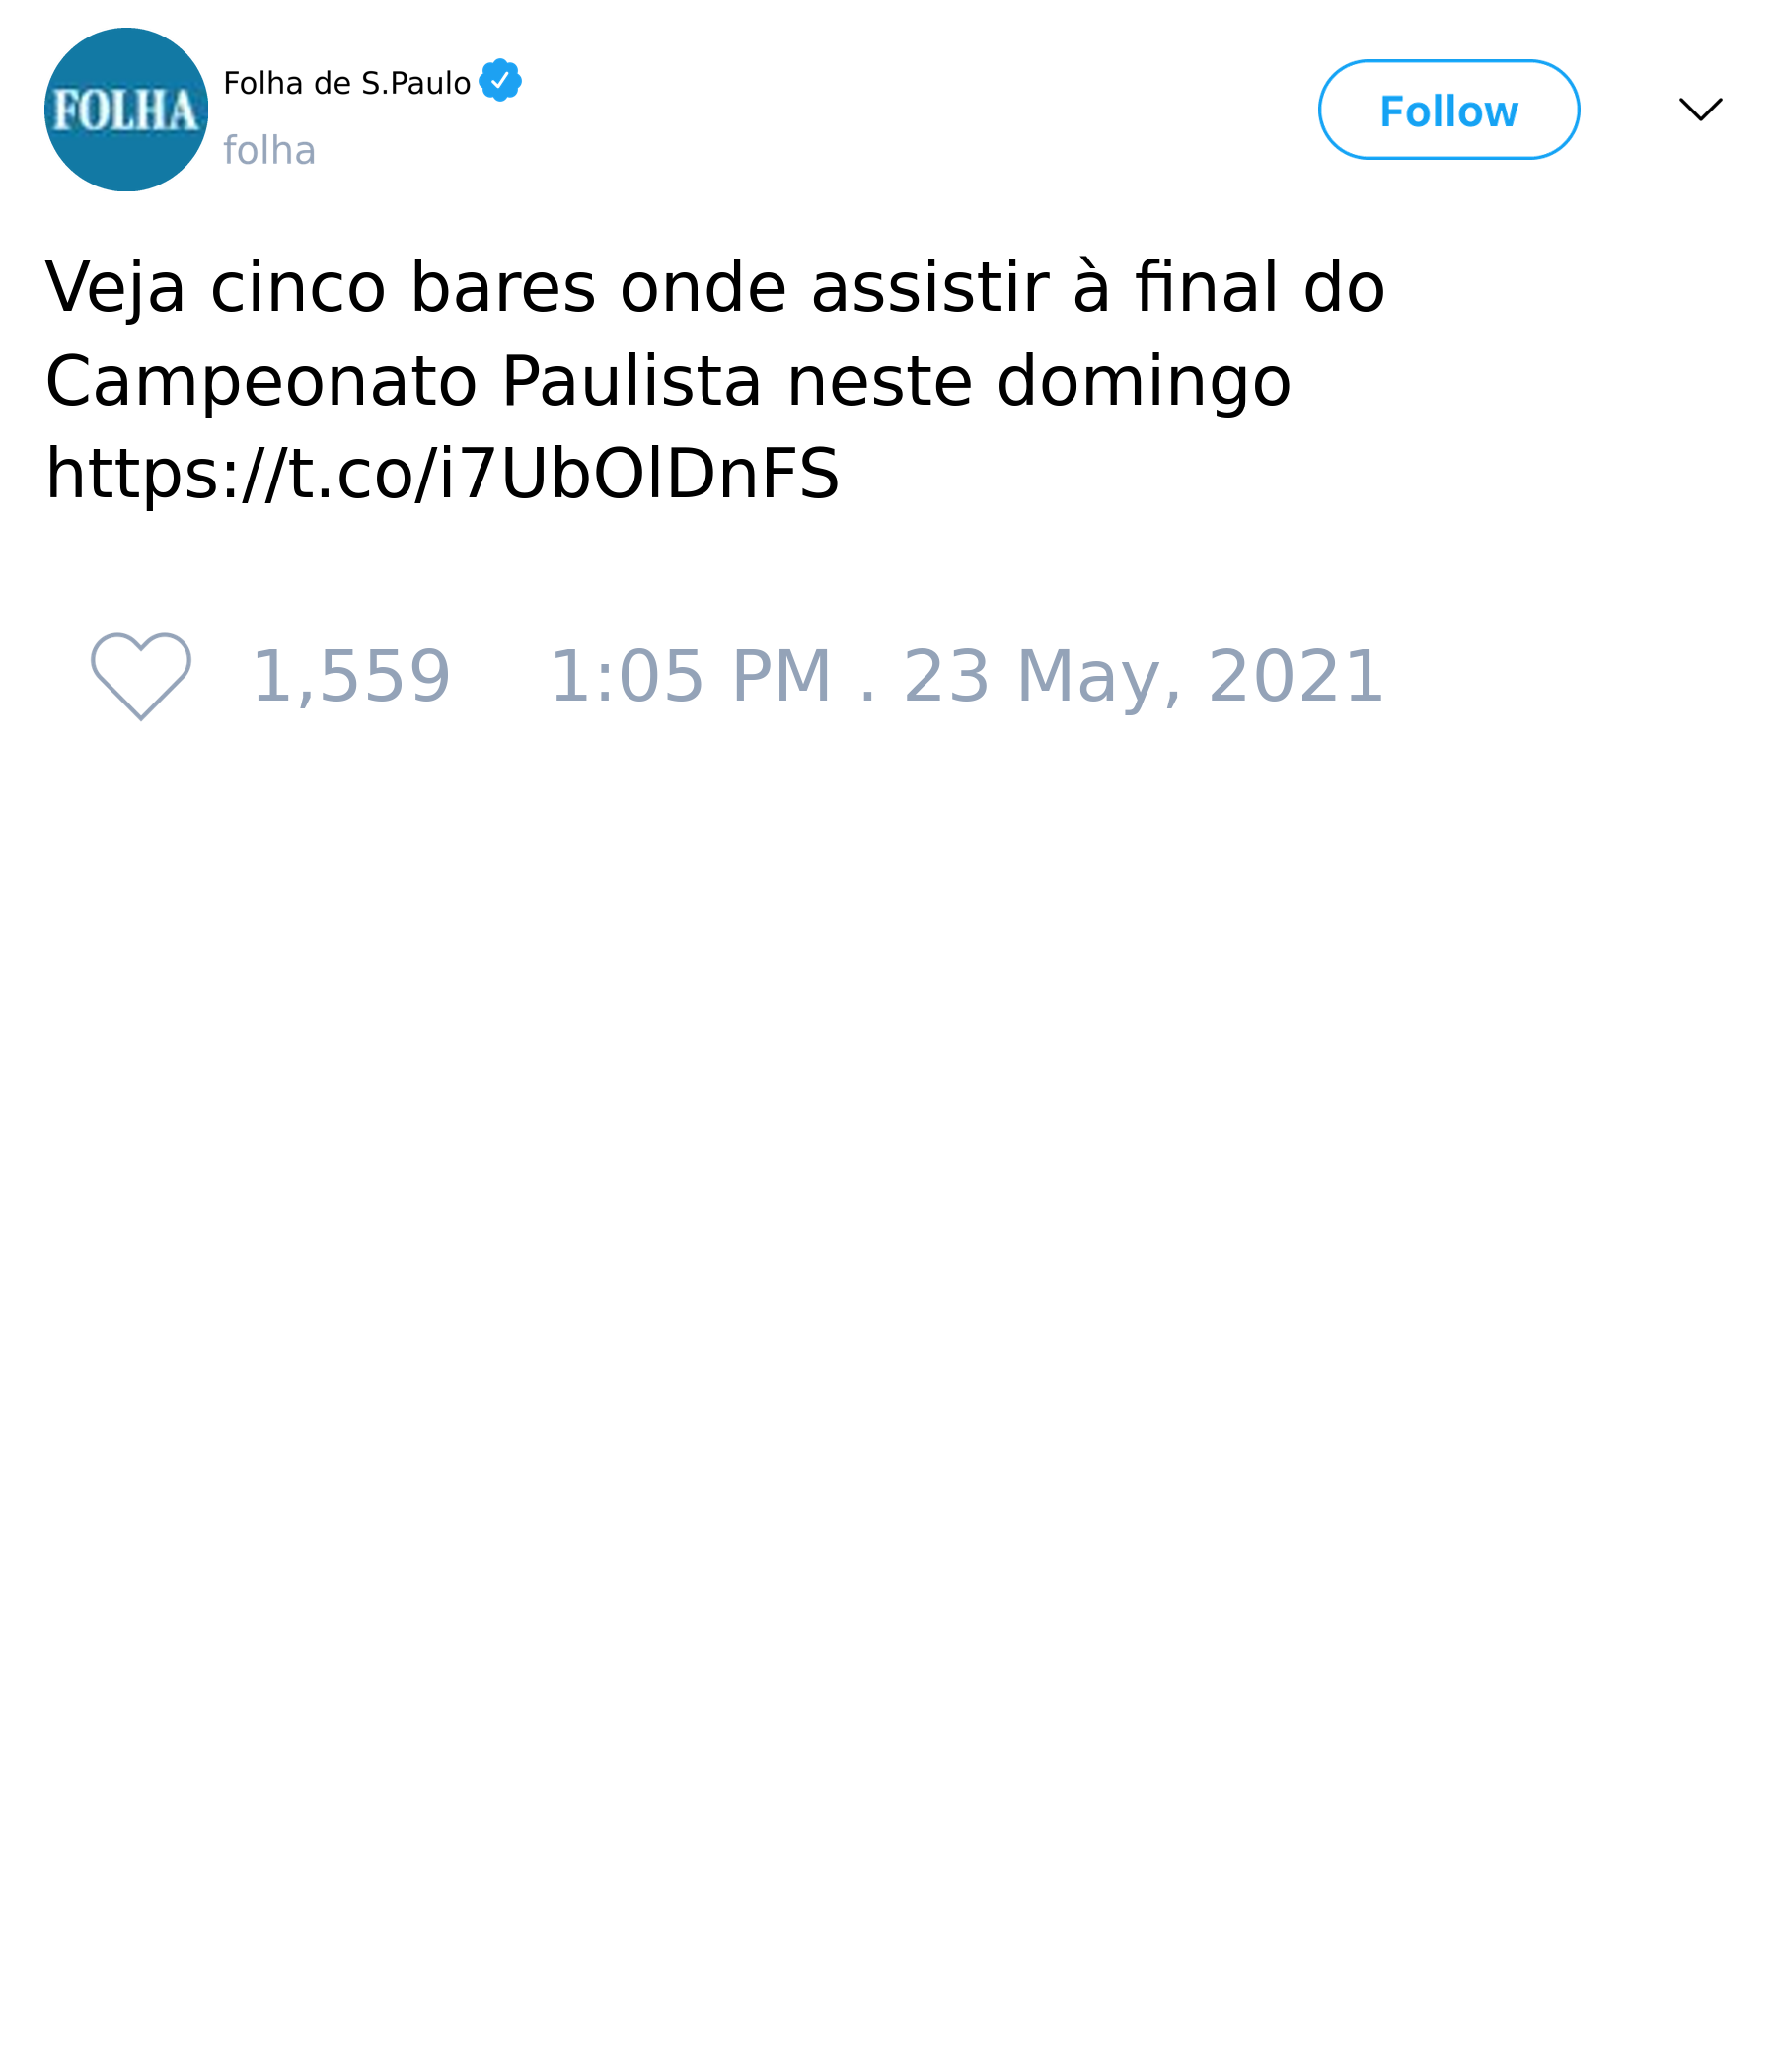 FOLHA
Folha de S.Paulo
folha
Follow
Veja cinco bares onde assistir à final do
Campeonato Paulista neste domingo
https://t.co/i7UbOlDnFS
1,559 1:05 PM . 23 May, 2021